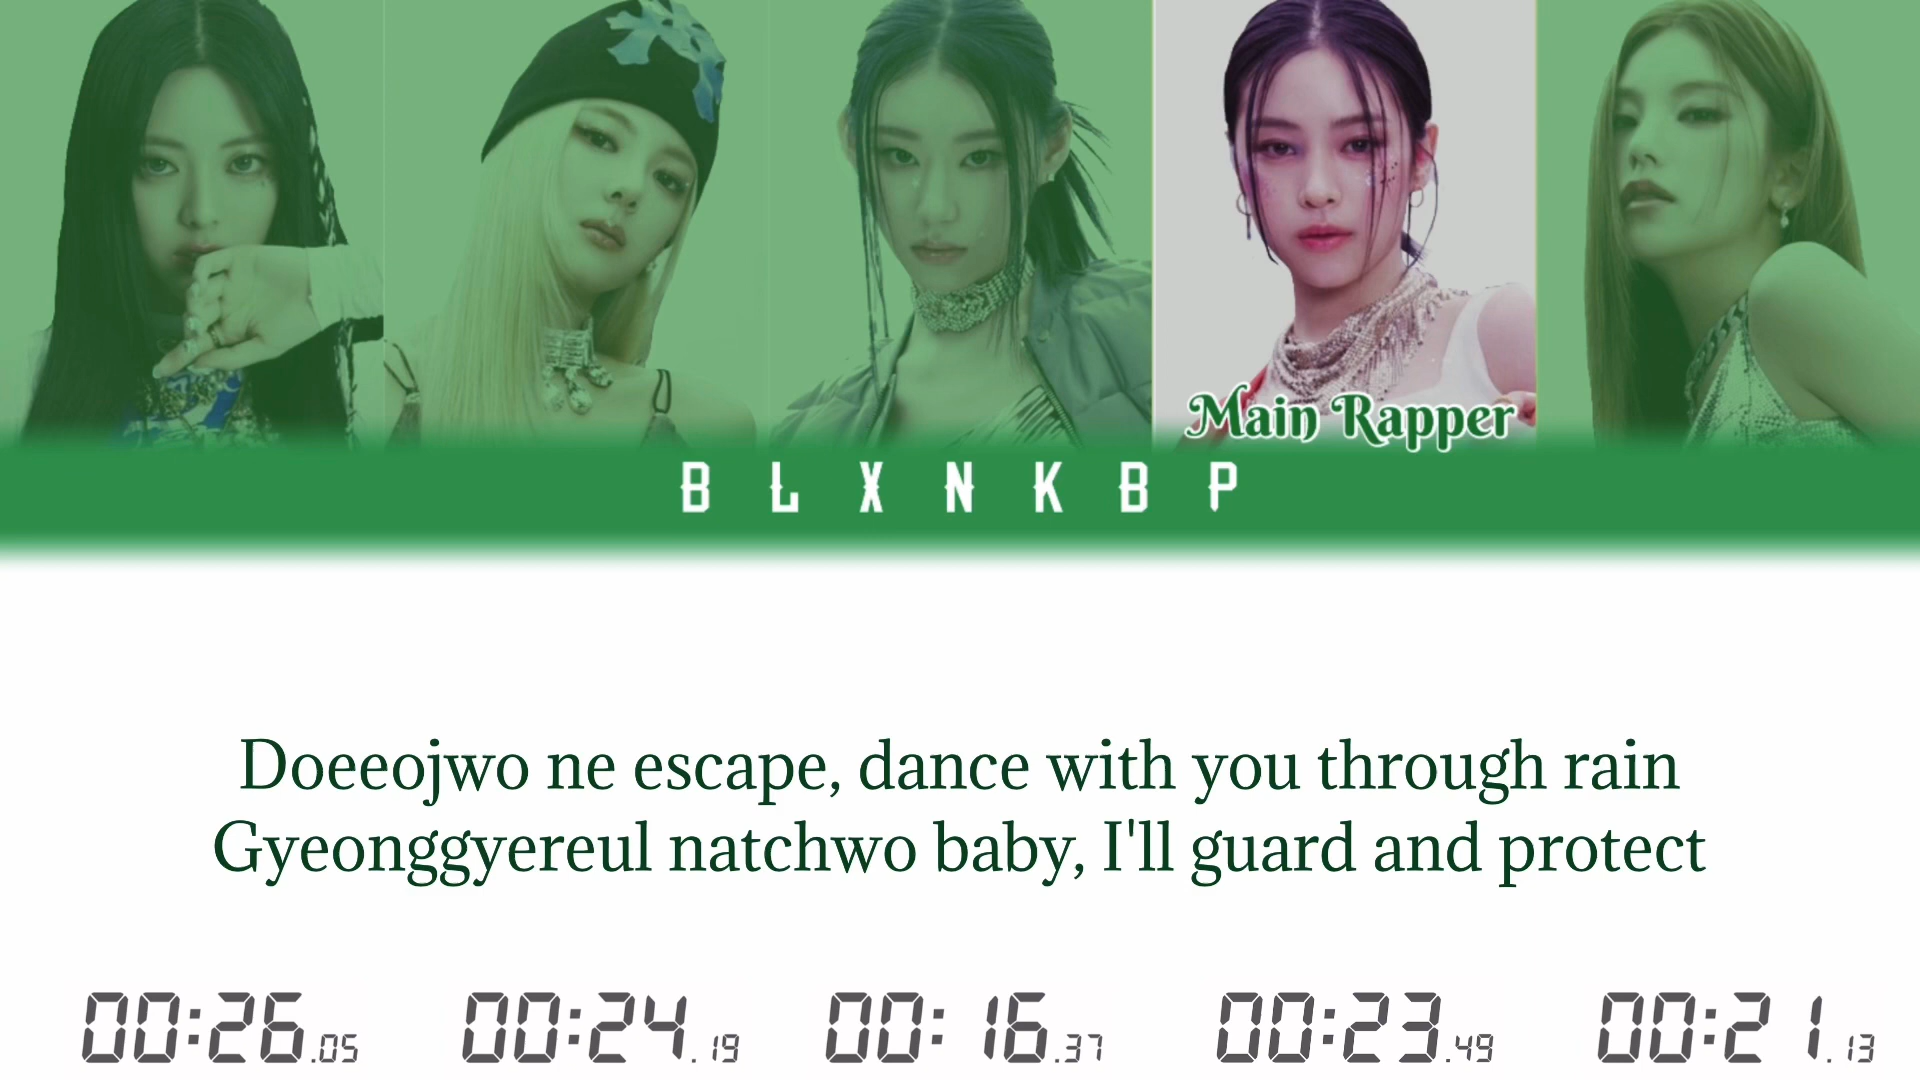 Main Rapper
BLXNKBP
Doeeojwo ne escape, dance with you through rain
Gyeonggyereul natchwo baby, I'll guard and protect
00:26.05 00:24.19 00:16.37 00:23.49 00:21.13